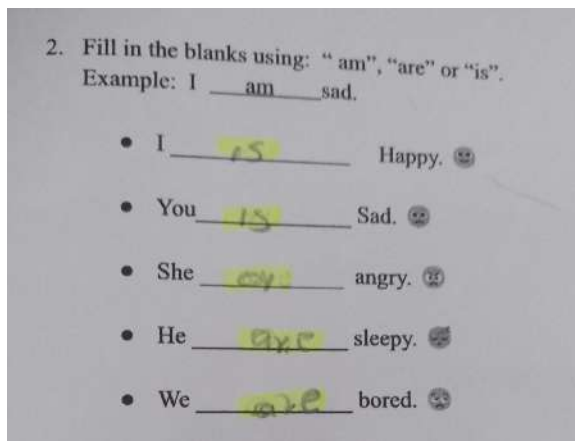 2. Fill in the blanks using: “ am”, “are” or “is”.
Example: I am sad.
• I is Happy.
• You is Sad.
• She angry.
• He are sleepy.
• We are bored.